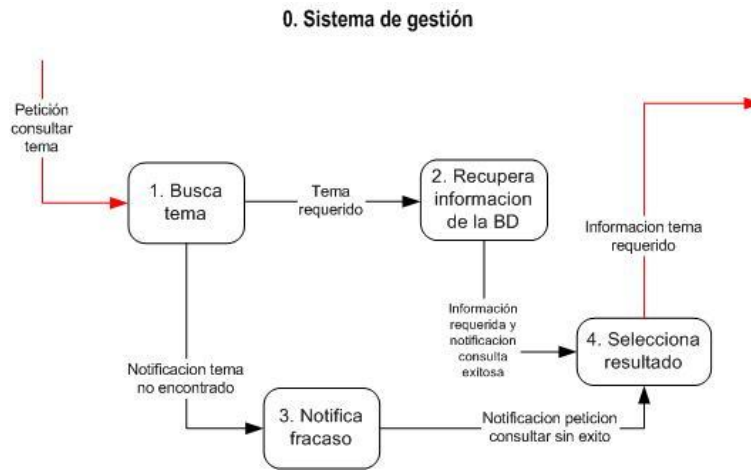 0. Sistema de gestión
Petición
consultar
tema
1. Busca
tema
Tema
requerido
2. Recupera
informacion
de la BD
Informacion tema
requerido
Información
requerida y
notificacion
consulta
exitosa
4. Selecciona
resultado
Notificacion tema
no encontrado
3. Notifica
fracaso
Notificacion peticion
consultar sin exito